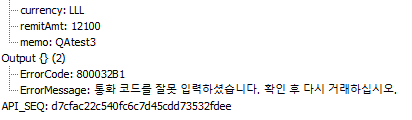 currency: LLL
remitAmt: 12100
memo: QAtest3
Output {} (2)
ErrorCode: 800032B1
ErrorMessage: 통화 코드를 잘못 입력하셨습니다. 확인 후 다시 거래하십시오.
API_SEQ: d7cfac22c540fc6c7d45cdd73532fdee